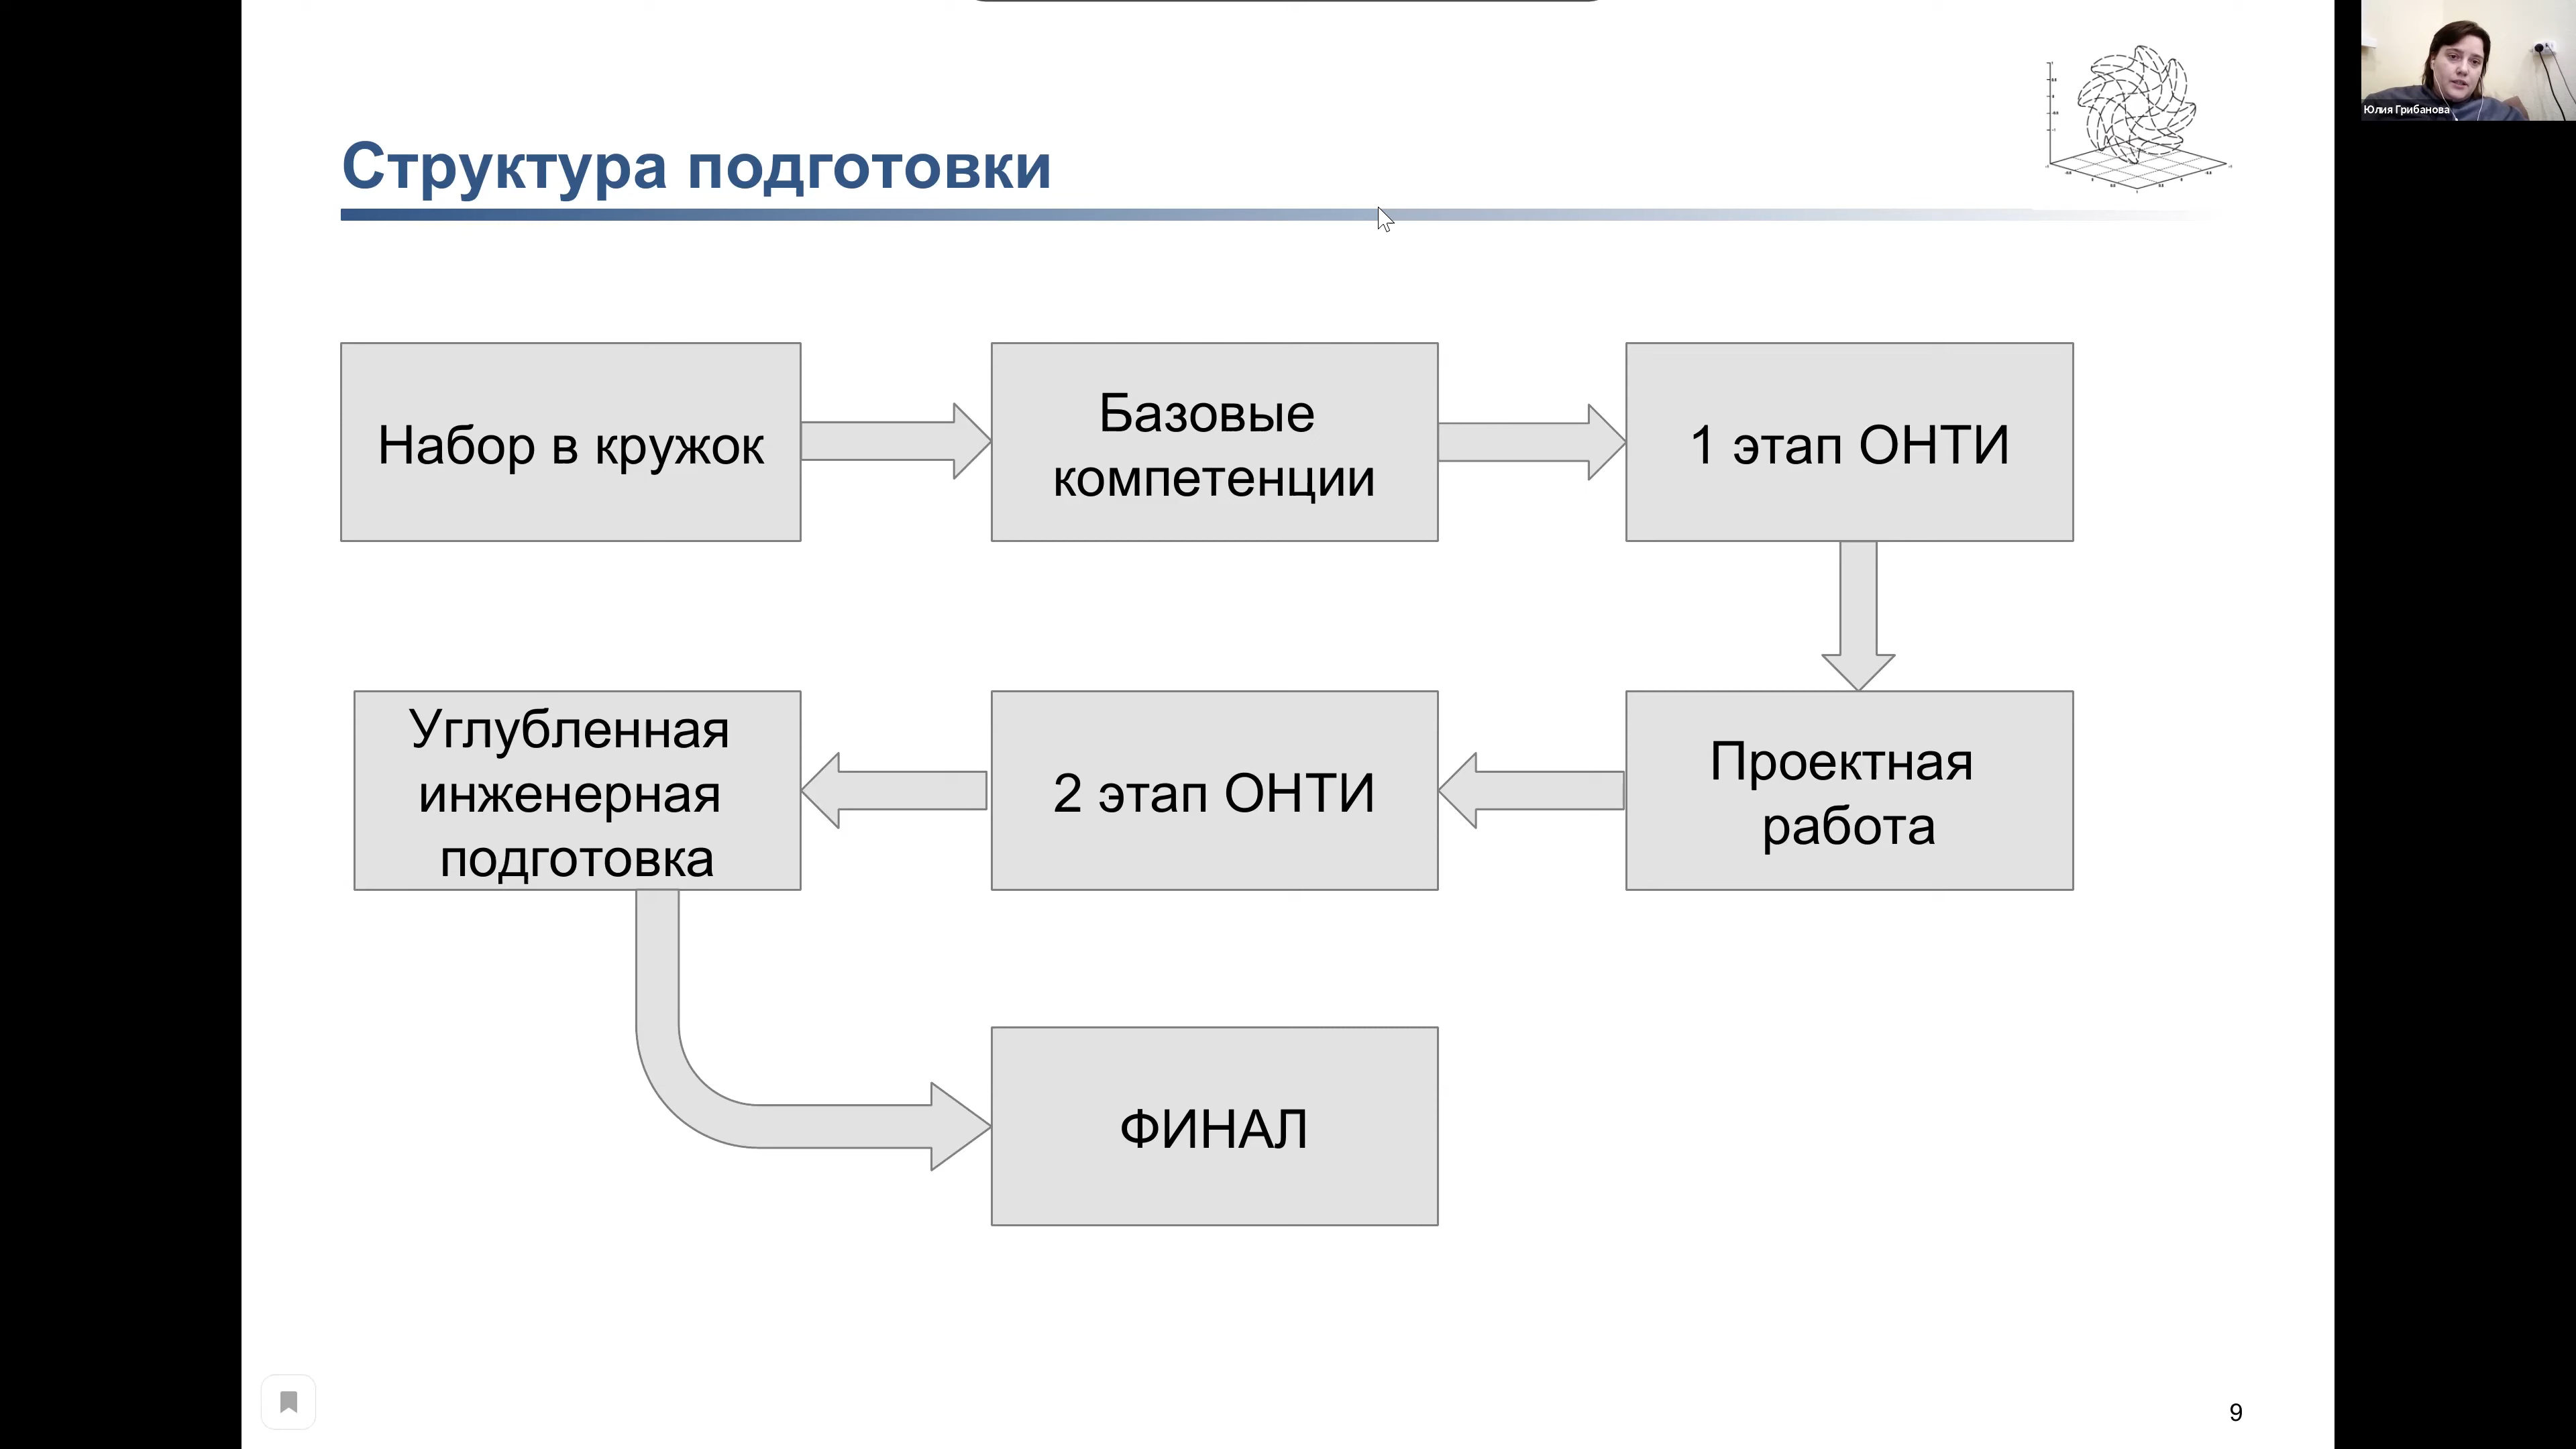 Юлия Грибанова
Структура подготовки
Набор в кружок
Базовые
компетенции
1 этап ОНТИ
Углубленная
инженерная
подготовка
2 этап ОНТИ
Проектная
работа
ФИНАЛ
9